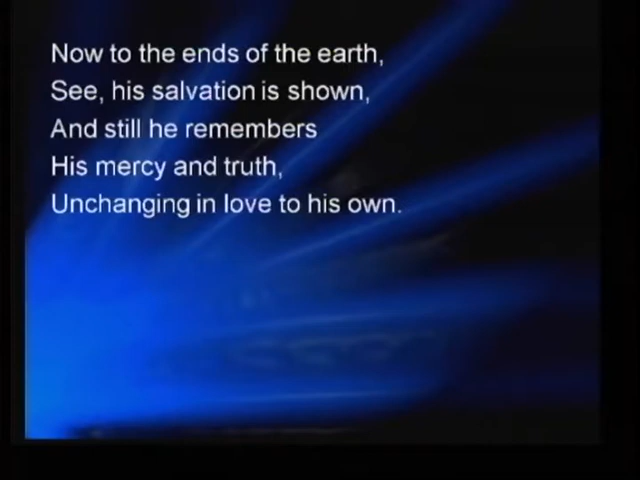 Now to the ends of the earth,
See, his salvation is shown,
And still he remembers
His mercy and truth,
Unchanging in love to his own.